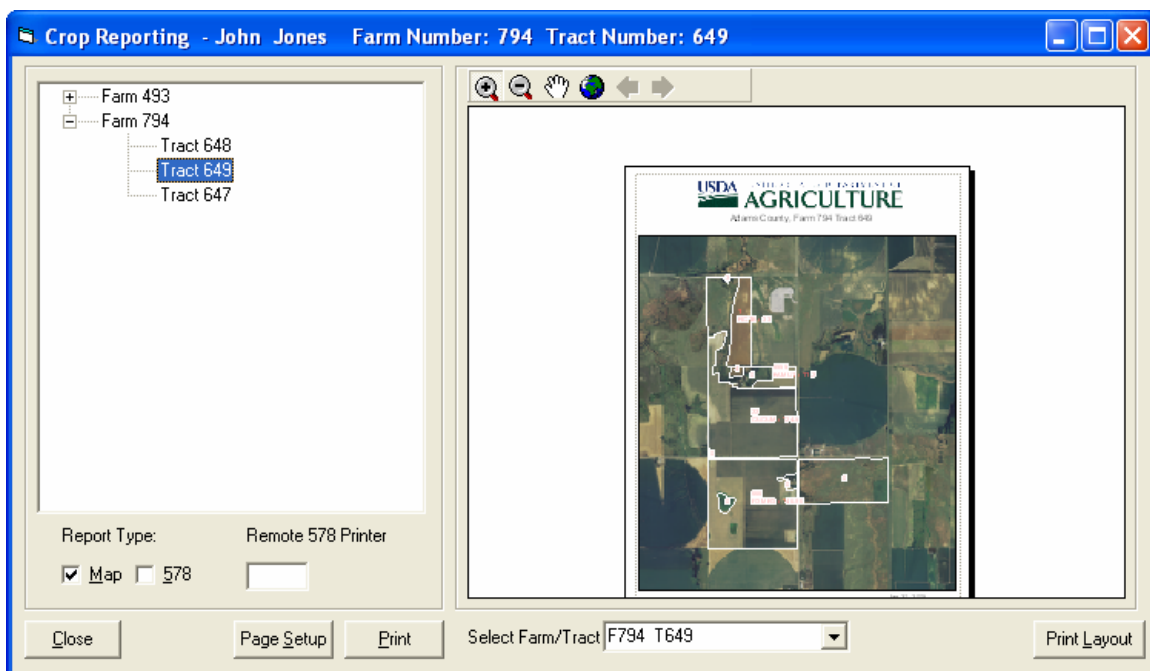 Crop Reporting - John Jones Farm Number: 794 Tract Number: 649
Farm 493
Farm 794
Tract 648
Tract 649
Tract 647
Report Type:
Remote 578 Printer
Map
578
USDA
AGRICULTURE
Adams County, Farm 794 Tract 649
Close
Page Setup
Print
Select Farm/Tract
F794 T649
Print Layout